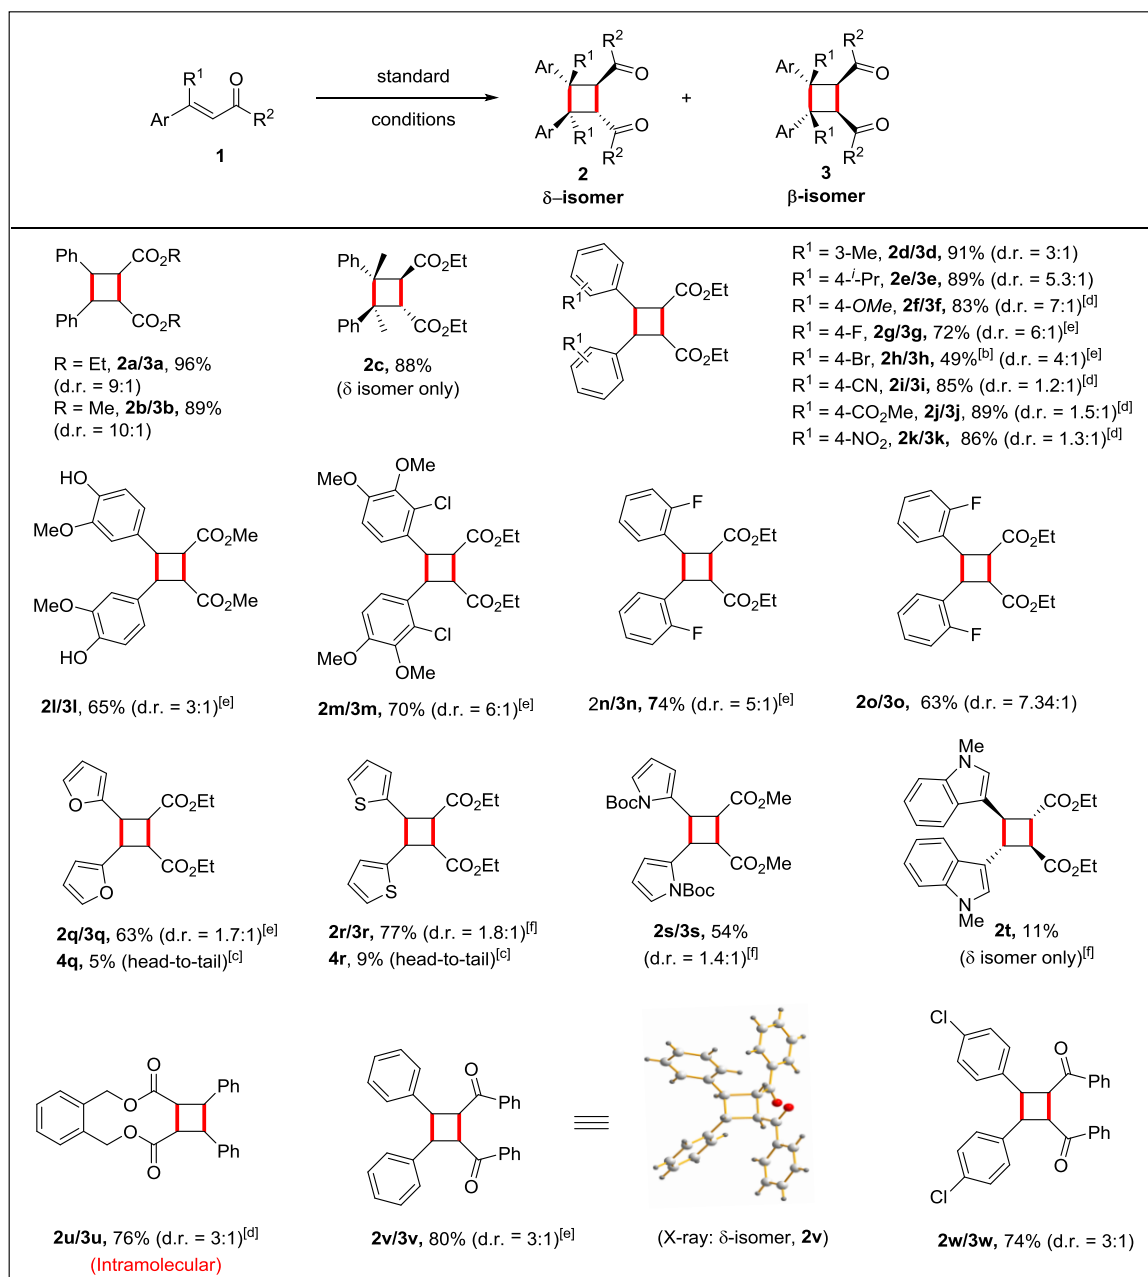 R1 O
Ar R2
1
standard
conditions
Ar R1 R2 O
Ar R1 O R2
2
δ–isomer
+
Ar R1 R2 O
Ar R1 O R2
3
β-isomer
Ph CO2R
Ph CO2R
R = Et, 2a/3a, 96%
(d.r. = 9:1)
R = Me, 2b/3b, 89%
(d.r. = 10:1)
Ph CO2Et
Ph CO2Et
2c, 88%
(δ isomer only)
R1 CO2Et
R1 CO2Et
R1 = 3-Me, 2d/3d, 91% (d.r. = 3:1)
R1 = 4-i-Pr, 2e/3e, 89% (d.r. = 5.3:1)
R1 = 4-OMe, 2f/3f, 83% (d.r. = 7:1)[d]
R1 = 4-F, 2g/3g, 72% (d.r. = 6:1)[e]
R1 = 4-Br, 2h/3h, 49%[b] (d.r. = 4:1)[e]
R1 = 4-CN, 2i/3i, 85% (d.r. = 1.2:1)[d]
R1 = 4-CO2Me, 2j/3j, 89% (d.r. = 1.5:1)[d]
R1 = 4-NO2, 2k/3k, 86% (d.r. = 1.3:1)[d]
HO
MeO CO2Me
MeO CO2Me
HO
2l/3l, 65% (d.r. = 3:1)[e]
OMe
MeO Cl
CO2Et
CO2Et
Cl
MeO
OMe
2m/3m, 70% (d.r. = 6:1)[e]
F
CO2Et
CO2Et
F
2n/3n, 74% (d.r. = 5:1)[e]
F
CO2Et
CO2Et
F
2o/3o, 63% (d.r. = 7.34:1)
O CO2Et
O CO2Et
2q/3q, 63% (d.r. = 1.7:1)[e]
4q, 5% (head-to-tail)[c]
S CO2Et
CO2Et
S
2r/3r, 77% (d.r. = 1.8:1)[f]
4r, 9% (head-to-tail)[c]
BocN CO2Me
CO2Me
NBoc
2s/3s, 54%
(d.r. = 1.4:1)[f]
Me
N
CO2Et
CO2Et
N
Me
2t, 11%
(δ isomer only)[f]
O
O Ph
O Ph
O
2u/3u, 76% (d.r. = 3:1)[d]
(Intramolecular)
O
Ph
Ph
O
2v/3v, 80% (d.r. = 3:1)[e]
(X-ray: δ-isomer, 2v)
Cl
O
Ph
Ph
O
Cl
2w/3w, 74% (d.r. = 3:1)